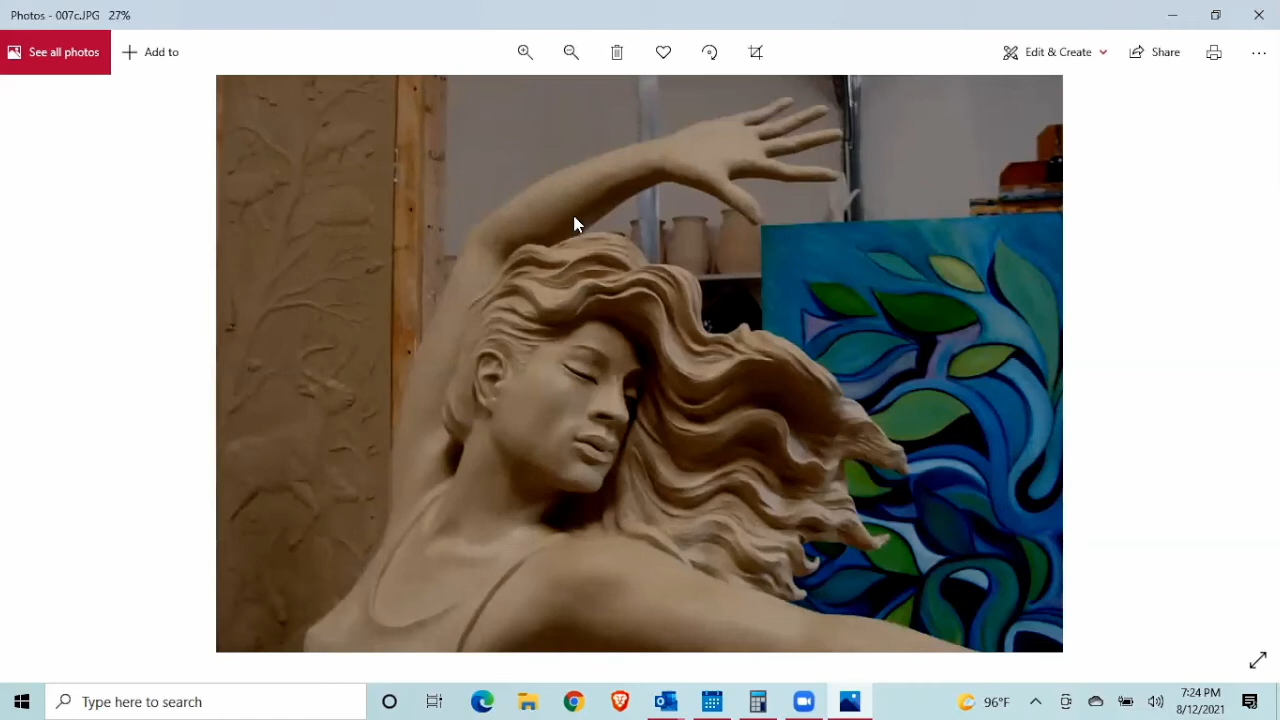 Photos - 007c.JPG 27%
See all photos
Add to
Edit & Create
Share
Type here to search
96°F
7:24 PM
8/12/2021